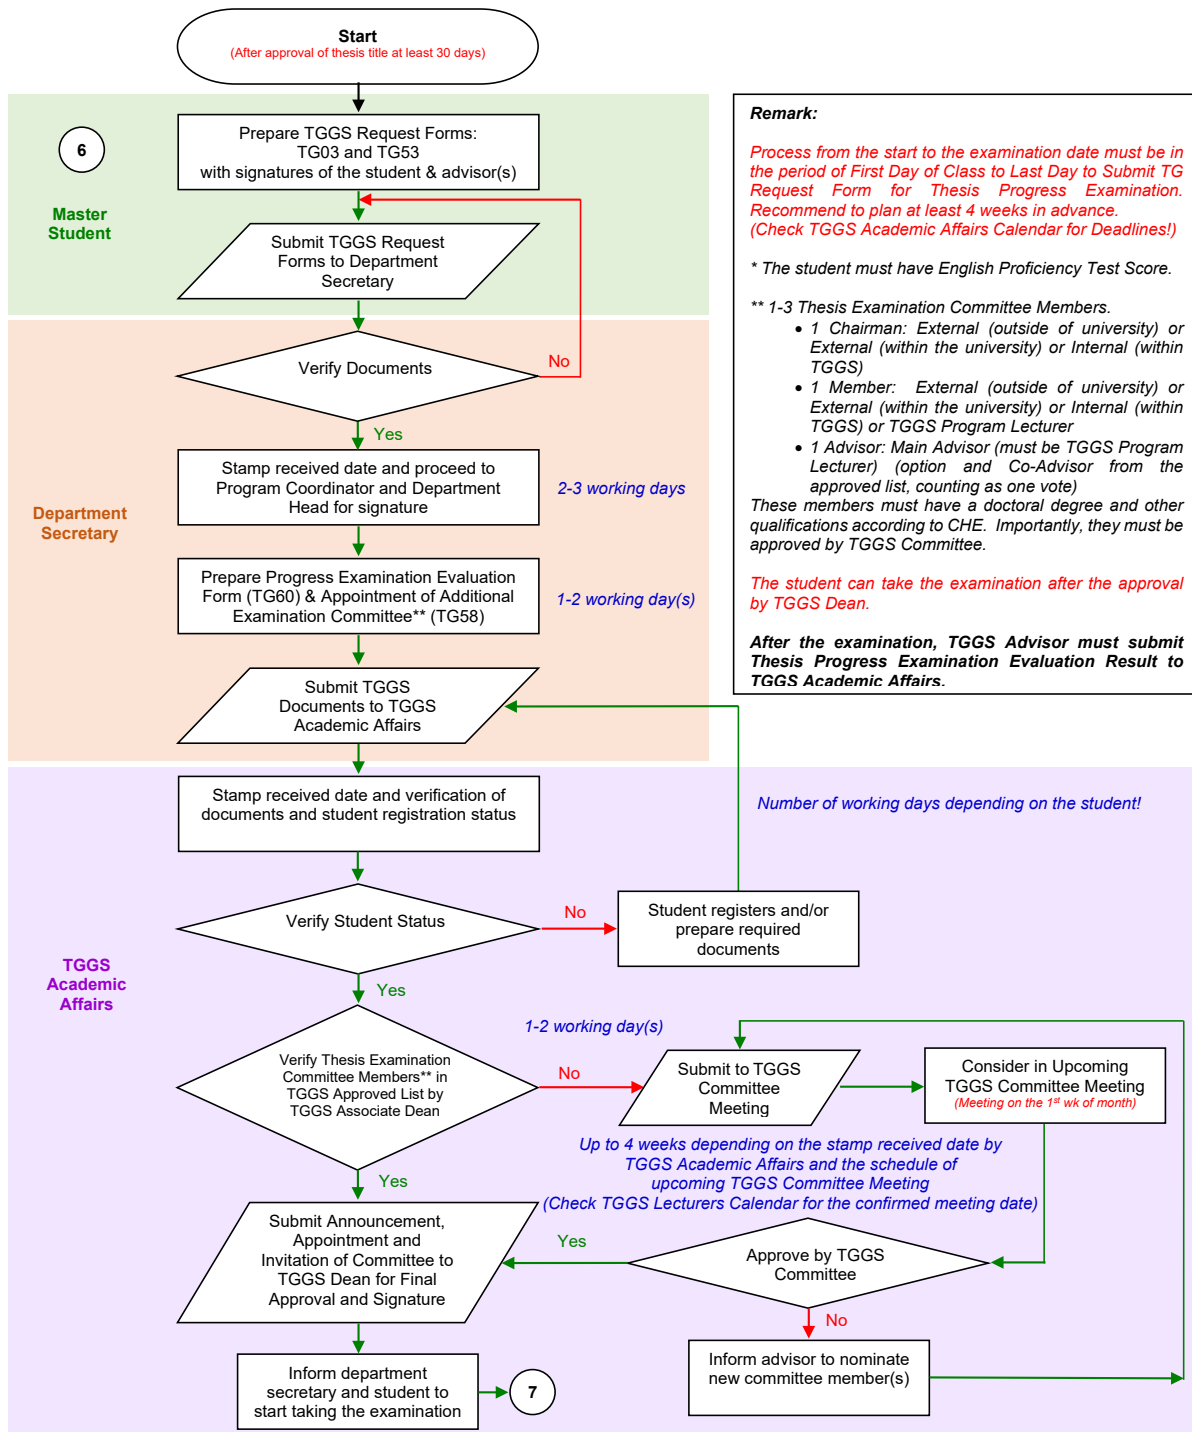 Start
(After approval of thesis title at least 30 days)
6
Master
Student
Prepare TGGS Request Forms:
TG03 and TG53
with signatures of the student & advisor(s)
Submit TGGS Request
Forms to Department
Secretary
Remark:
Process from the start to the examination date must be in
the period of First Day of Class to Last Day to Submit TG
Request Form for Thesis Progress Examination.
Recommend to plan at least 4 weeks in advance.
(Check TGGS Academic Affairs Calendar for Deadlines!)
* The student must have English Proficiency Test Score.
** 1-3 Thesis Examination Committee Members.
• 1 Chairman: External (outside of university) or
External (within the university) or Internal (within
TGGS)
• 1 Member: External (outside of university) or
External (within the university) or Internal (within
TGGS) or TGGS Program Lecturer
• 1 Advisor: Main Advisor (must be TGGS Program
Lecturer) (option and Co-Advisor from the
approved list, counting as one vote)
These members must have a doctoral degree and other
qualifications according to CHE. Importantly, they must be
approved by TGGS Committee.
The student can take the examination after the approval
by TGGS Dean.
After the examination, TGGS Advisor must submit
Thesis Progress Examination Evaluation Result to
TGGS Academic Affairs.
Department
Secretary
Verify Documents
No
Yes
Stamp received date and proceed to
Program Coordinator and Department
Head for signature
2-3 working days
Prepare Progress Examination Evaluation
Form (TG60) & Appointment of Additional
Examination Committee** (TG58)
1-2 working day(s)
Submit TGGS
Documents to TGGS
Academic Affairs
TGGS
Academic
Affairs
Stamp received date and verification of
documents and student registration status
Number of working days depending on the student!
Verify Student Status
No
Student registers and/or
prepare required
documents
Yes
Verify Thesis Examination
Committee Members** in
TGGS Approved List by
TGGS Associate Dean
1-2 working day(s)
No
Submit to TGGS
Committee
Meeting
Consider in Upcoming
TGGS Committee Meeting
(Meeting on the 1st wk of month)
Up to 4 weeks depending on the stamp received date by
TGGS Academic Affairs and the schedule of
upcoming TGGS Committee Meeting
(Check TGGS Lecturers Calendar for the confirmed meeting date)
Yes
Submit Announcement,
Appointment and
Invitation of Committee to
TGGS Dean for Final
Approval and Signature
Yes
Approve by TGGS
Committee
No
Inform advisor to nominate
new committee member(s)
Inform department
secretary and student to
start taking the examination
7